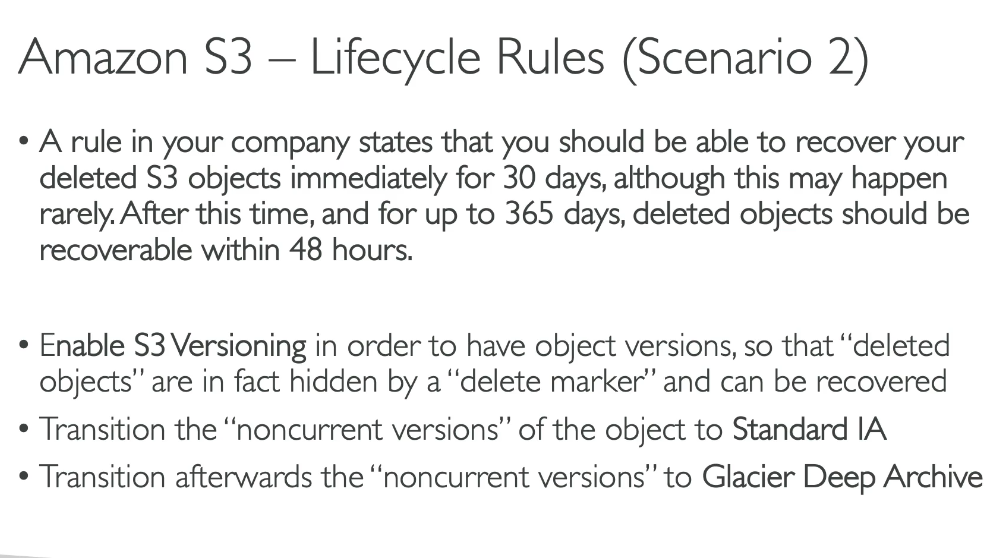 Amazon S3 – Lifecycle Rules (Scenario 2)
• A rule in your company states that you should be able to recover your
deleted S3 objects immediately for 30 days, although this may happen
rarely. After this time, and for up to 365 days, deleted objects should be
recoverable within 48 hours.
• Enable S3 Versioning in order to have object versions, so that “deleted
objects” are in fact hidden by a “delete marker” and can be recovered
• Transition the “noncurrent versions” of the object to Standard IA
• Transition afterwards the “noncurrent versions” to Glacier Deep Archive